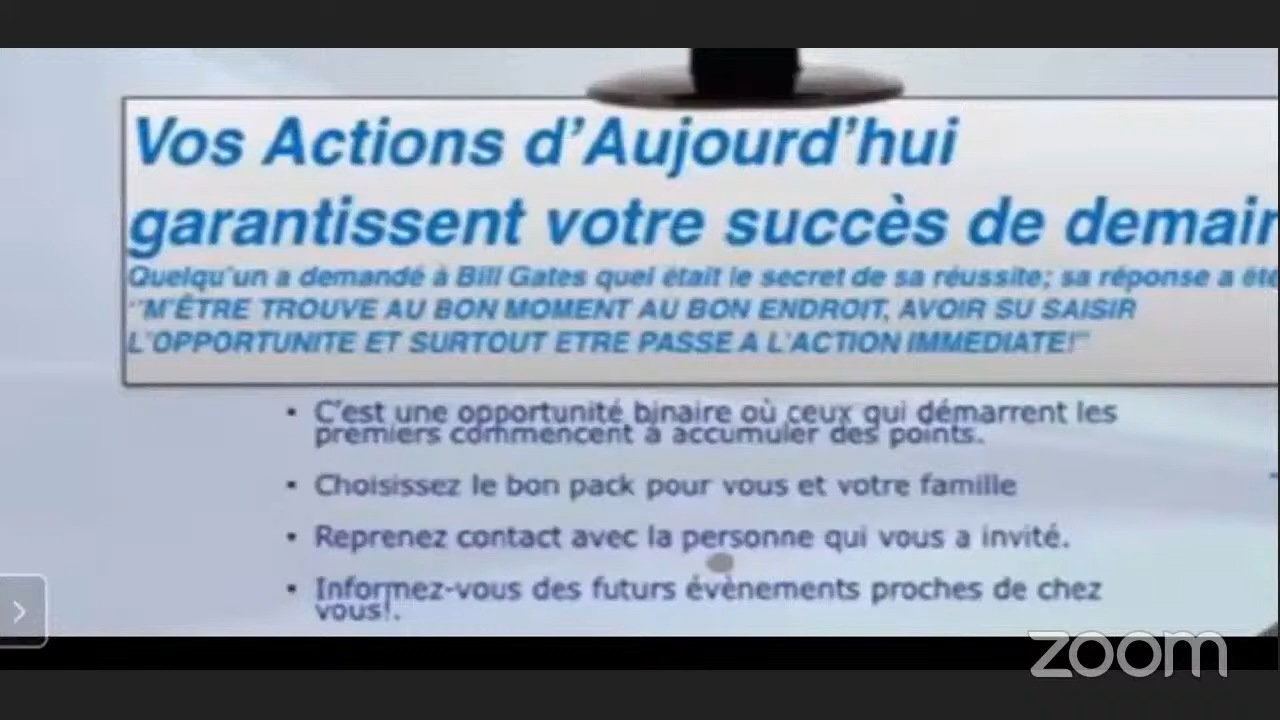 Vos Actions d'Aujourd'hui
garantissent votre succès de demain
Quelqu'un a demandé à Bill Gates quel était le secret de sa réussite; sa réponse a été
"M'ÊTRE TROUVE AU BON MOMENT AU BON ENDROIT, AVOIR SU SAISIR
L'OPPORTUNITE ET SURTOUT ETRE PASSE A L'ACTION IMMEDIATE!"
• C'est une opportunité binaire où ceux qui démarrent les
premiers commencent à accumuler des points.
• Choisissez le bon pack pour vous et votre famille
• Reprenez contact avec la personne qui vous a invité.
• Informez-vous des futurs évènements proches de chez
vous!.
zoom